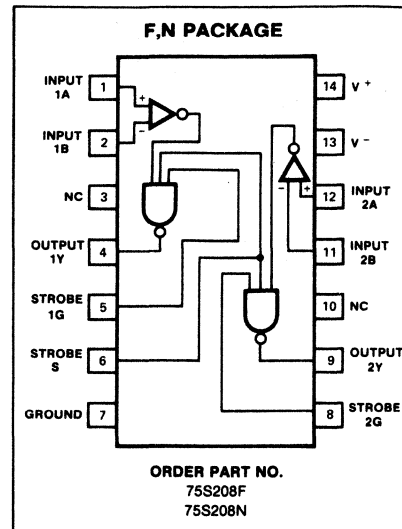 F,N PACKAGE
INPUT
1A
1
+
14
V +
INPUT
1B
2
−
13
V −
NC
3
−
+
12
INPUT
2A
OUTPUT
1Y
4
11
INPUT
2B
STROBE
1G
5
10
NC
STROBE
S
6
9
OUTPUT
2Y
GROUND
7
8
STROBE
2G
ORDER PART NO.
75S208F
75S208N